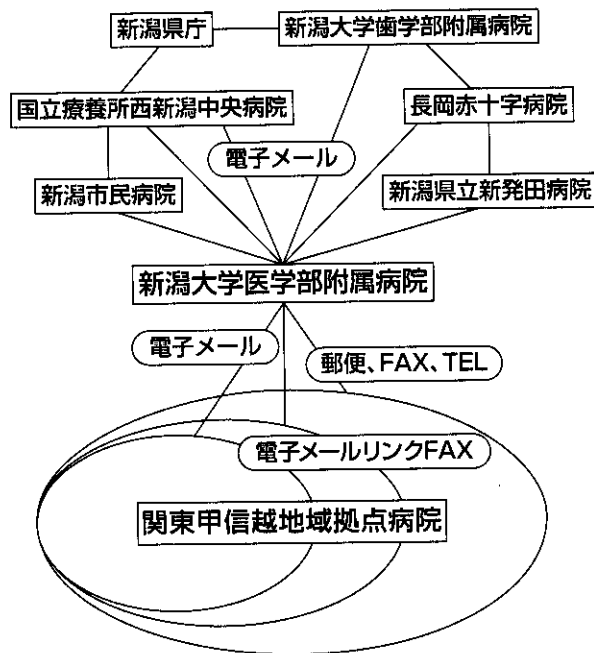 新潟県庁
新潟大学歯学部附属病院
国立療養所西新潟中央病院
長岡赤十字病院
電子メール
新潟市民病院
新潟県立新発田病院
新潟大学医学部附属病院
電子メール
郵便、FAX、TEL
電子メールリンクFAX
関東甲信越地域拠点病院